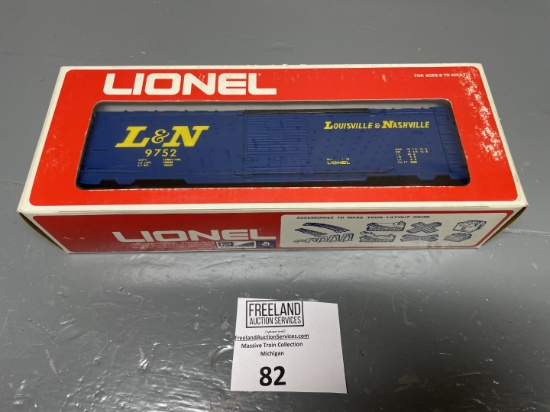 LIONEL
FOR AGES 8 TO ADULT
L&N
9752
LOUISVILLE & NASHVILLE
LIONEL
LIONEL
ACCESSORIES TO MAKE YOUR LAYOUT GROW
FREELAND
AUCTION SERVICES
FreelandAuctionServices.com
Massive Train Collection
Michigan
82